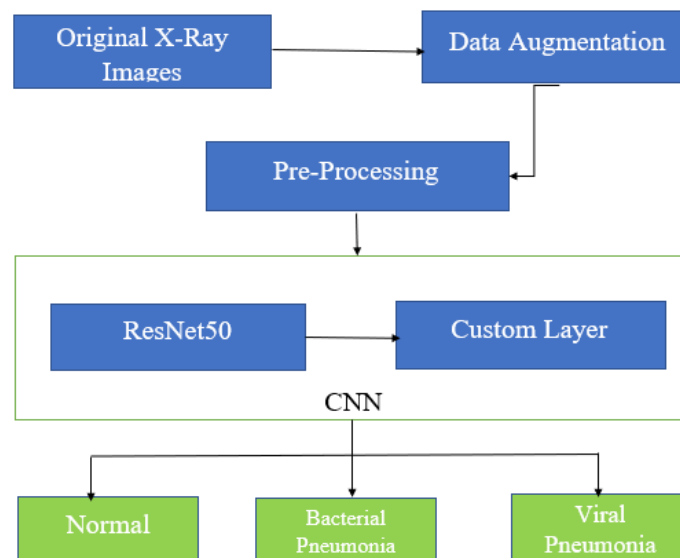 Original X-Ray
Images
Data Augmentation
Pre-Processing
ResNet50
Custom Layer
CNN
Normal
Bacterial
Pneumonia
Viral
Pneumonia